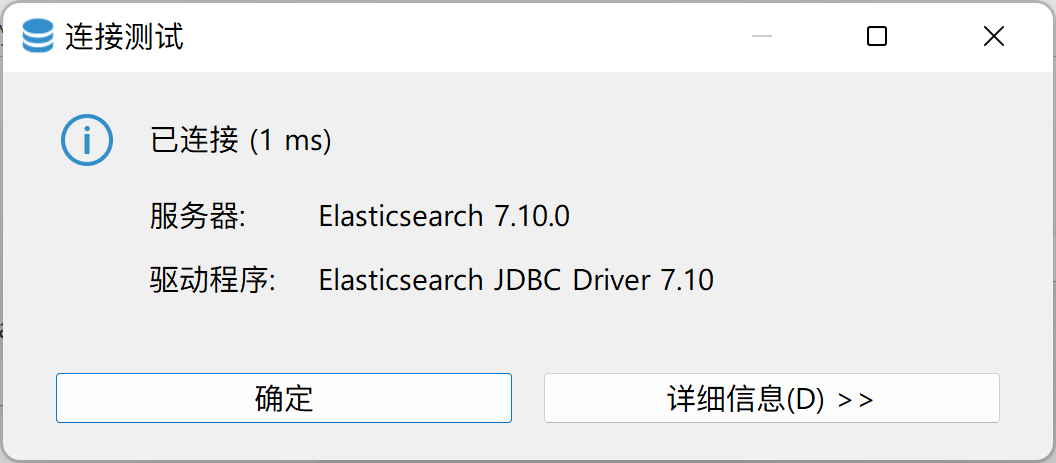 连接测试
已连接 (1 ms)
服务器: Elasticsearch 7.10.0
驱动程序: Elasticsearch JDBC Driver 7.10
确定 详细信息(D) >>